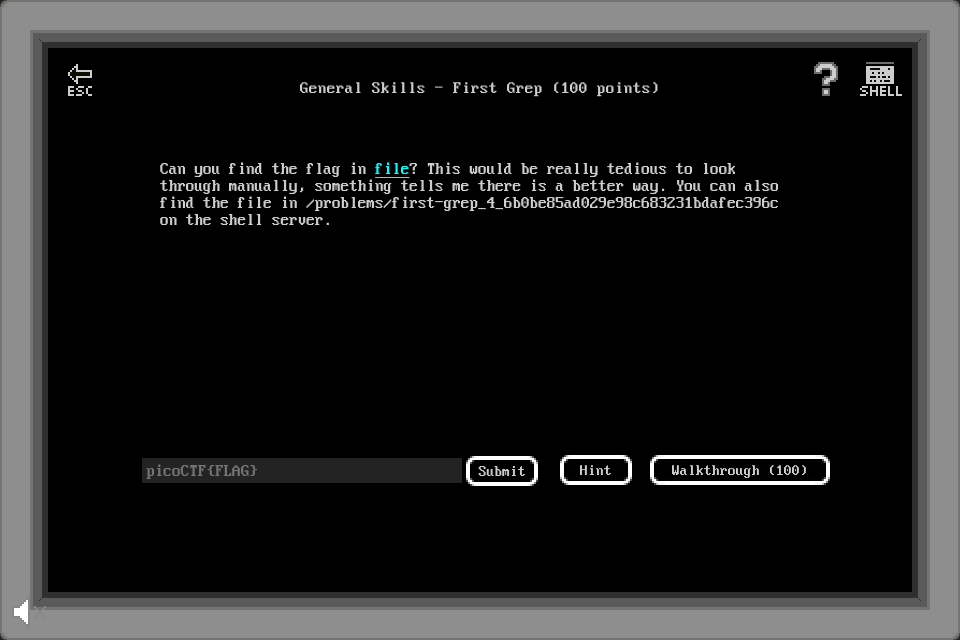 ESC
General Skills - First Grep (100 points)
?
SHELL
Can you find the flag in file? This would be really tedious to look
through manually, something tells me there is a better way. You can also
find the file in /problems/first-grep_4_6b0be85ad029e98c683231bdafec396c
on the shell server.
picoCTF{FLAG}
Submit
Hint
Walkthrough (100)